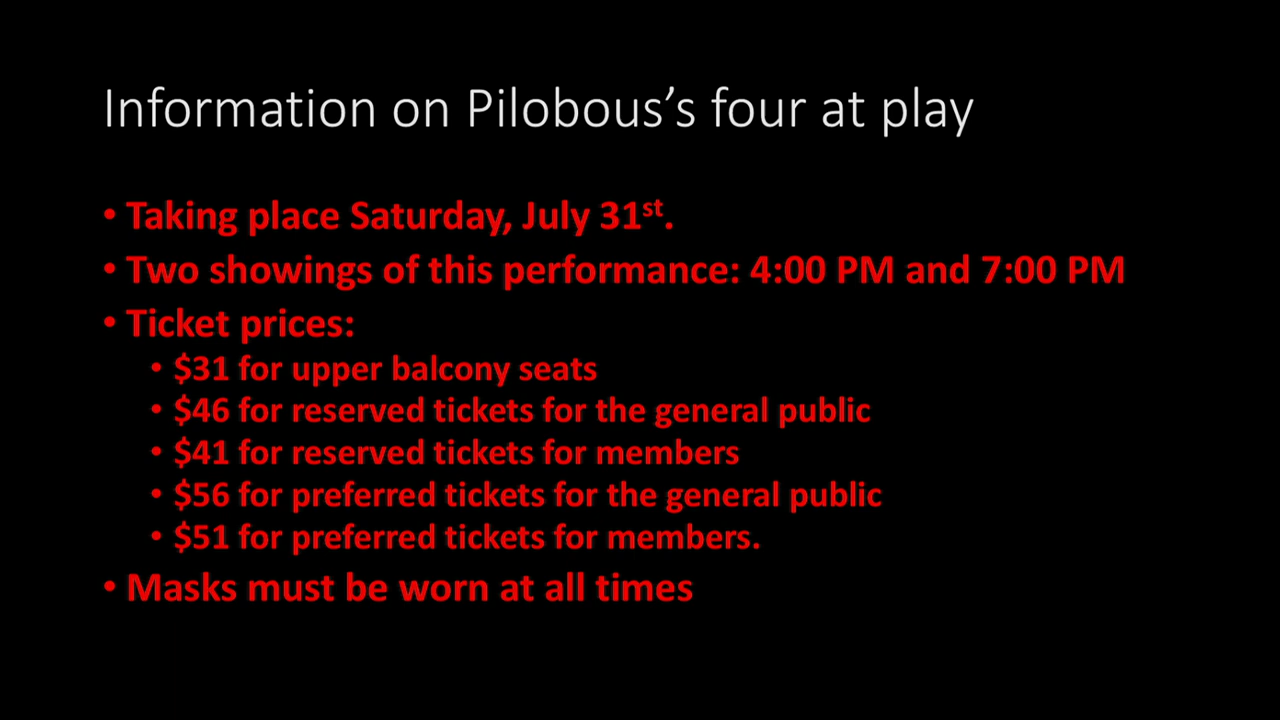 Information on Pilobous’s four at play
• Taking place Saturday, July 31st.
• Two showings of this performance: 4:00 PM and 7:00 PM
• Ticket prices:
• $31 for upper balcony seats
• $46 for reserved tickets for the general public
• $41 for reserved tickets for members
• $56 for preferred tickets for the general public
• $51 for preferred tickets for members.
• Masks must be worn at all times